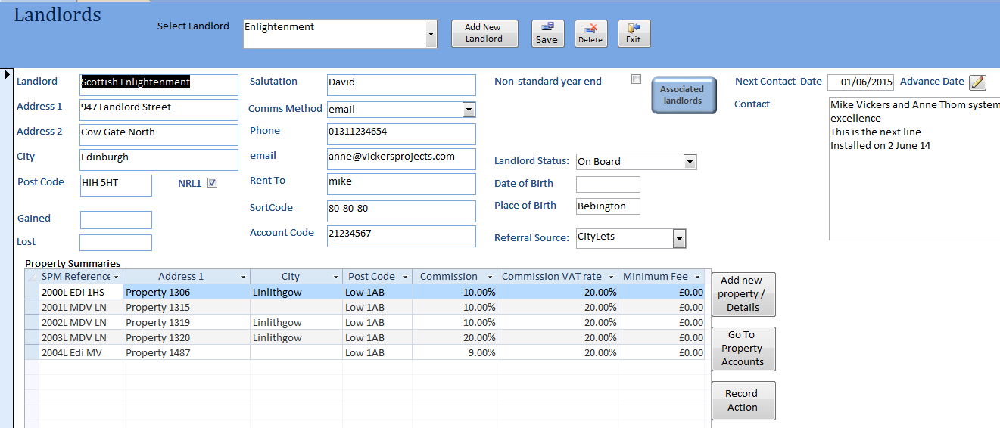 Landlords
Select Landlord
Enlightenment
Add New
Landlord
Save
Delete
Exit
Landlord
Scottish Enlightenment
Salutation
David
Non-standard year end
Associated
landlords
Next Contact Date
01/06/2015
Advance Date
Address 1
947 Landlord Street
Comms Method
email
Contact
Mike Vickers and Anne Thom system
excellence
This is the next line
Installed on 2 June 14
Address 2
Cow Gate North
Phone
01311234654
City
Edinburgh
email
anne@vickersprojects.com
Landlord Status:
On Board
Post Code
HIH 5HT
NRL1
Rent To
mike
Date of Birth
SortCode
80-80-80
Place of Birth
Bebington
Gained
Account Code
21234567
Referral Source:
CityLets
Lost
Property Summaries
SPM Reference Address 1 City Post Code Commission Commission VAT rate Minimum Fee
2000L EDI 1HS Property 1306 Linlithgow Low 1AB 10.00% 20.00% £0.00
2001L MDV LN Property 1315 Low 1AB 10.00% 20.00% £0.00
2002L MDV LN Property 1319 Linlithgow Low 1AB 10.00% 20.00% £0.00
2003L MDV LN Property 1320 Linlithgow Low 1AB 20.00% 20.00% £0.00
2004L Edi MV Property 1487 Low 1AB 9.00% 20.00% £0.00
Add new
property /
Details
Go To
Property
Accounts
Record
Action